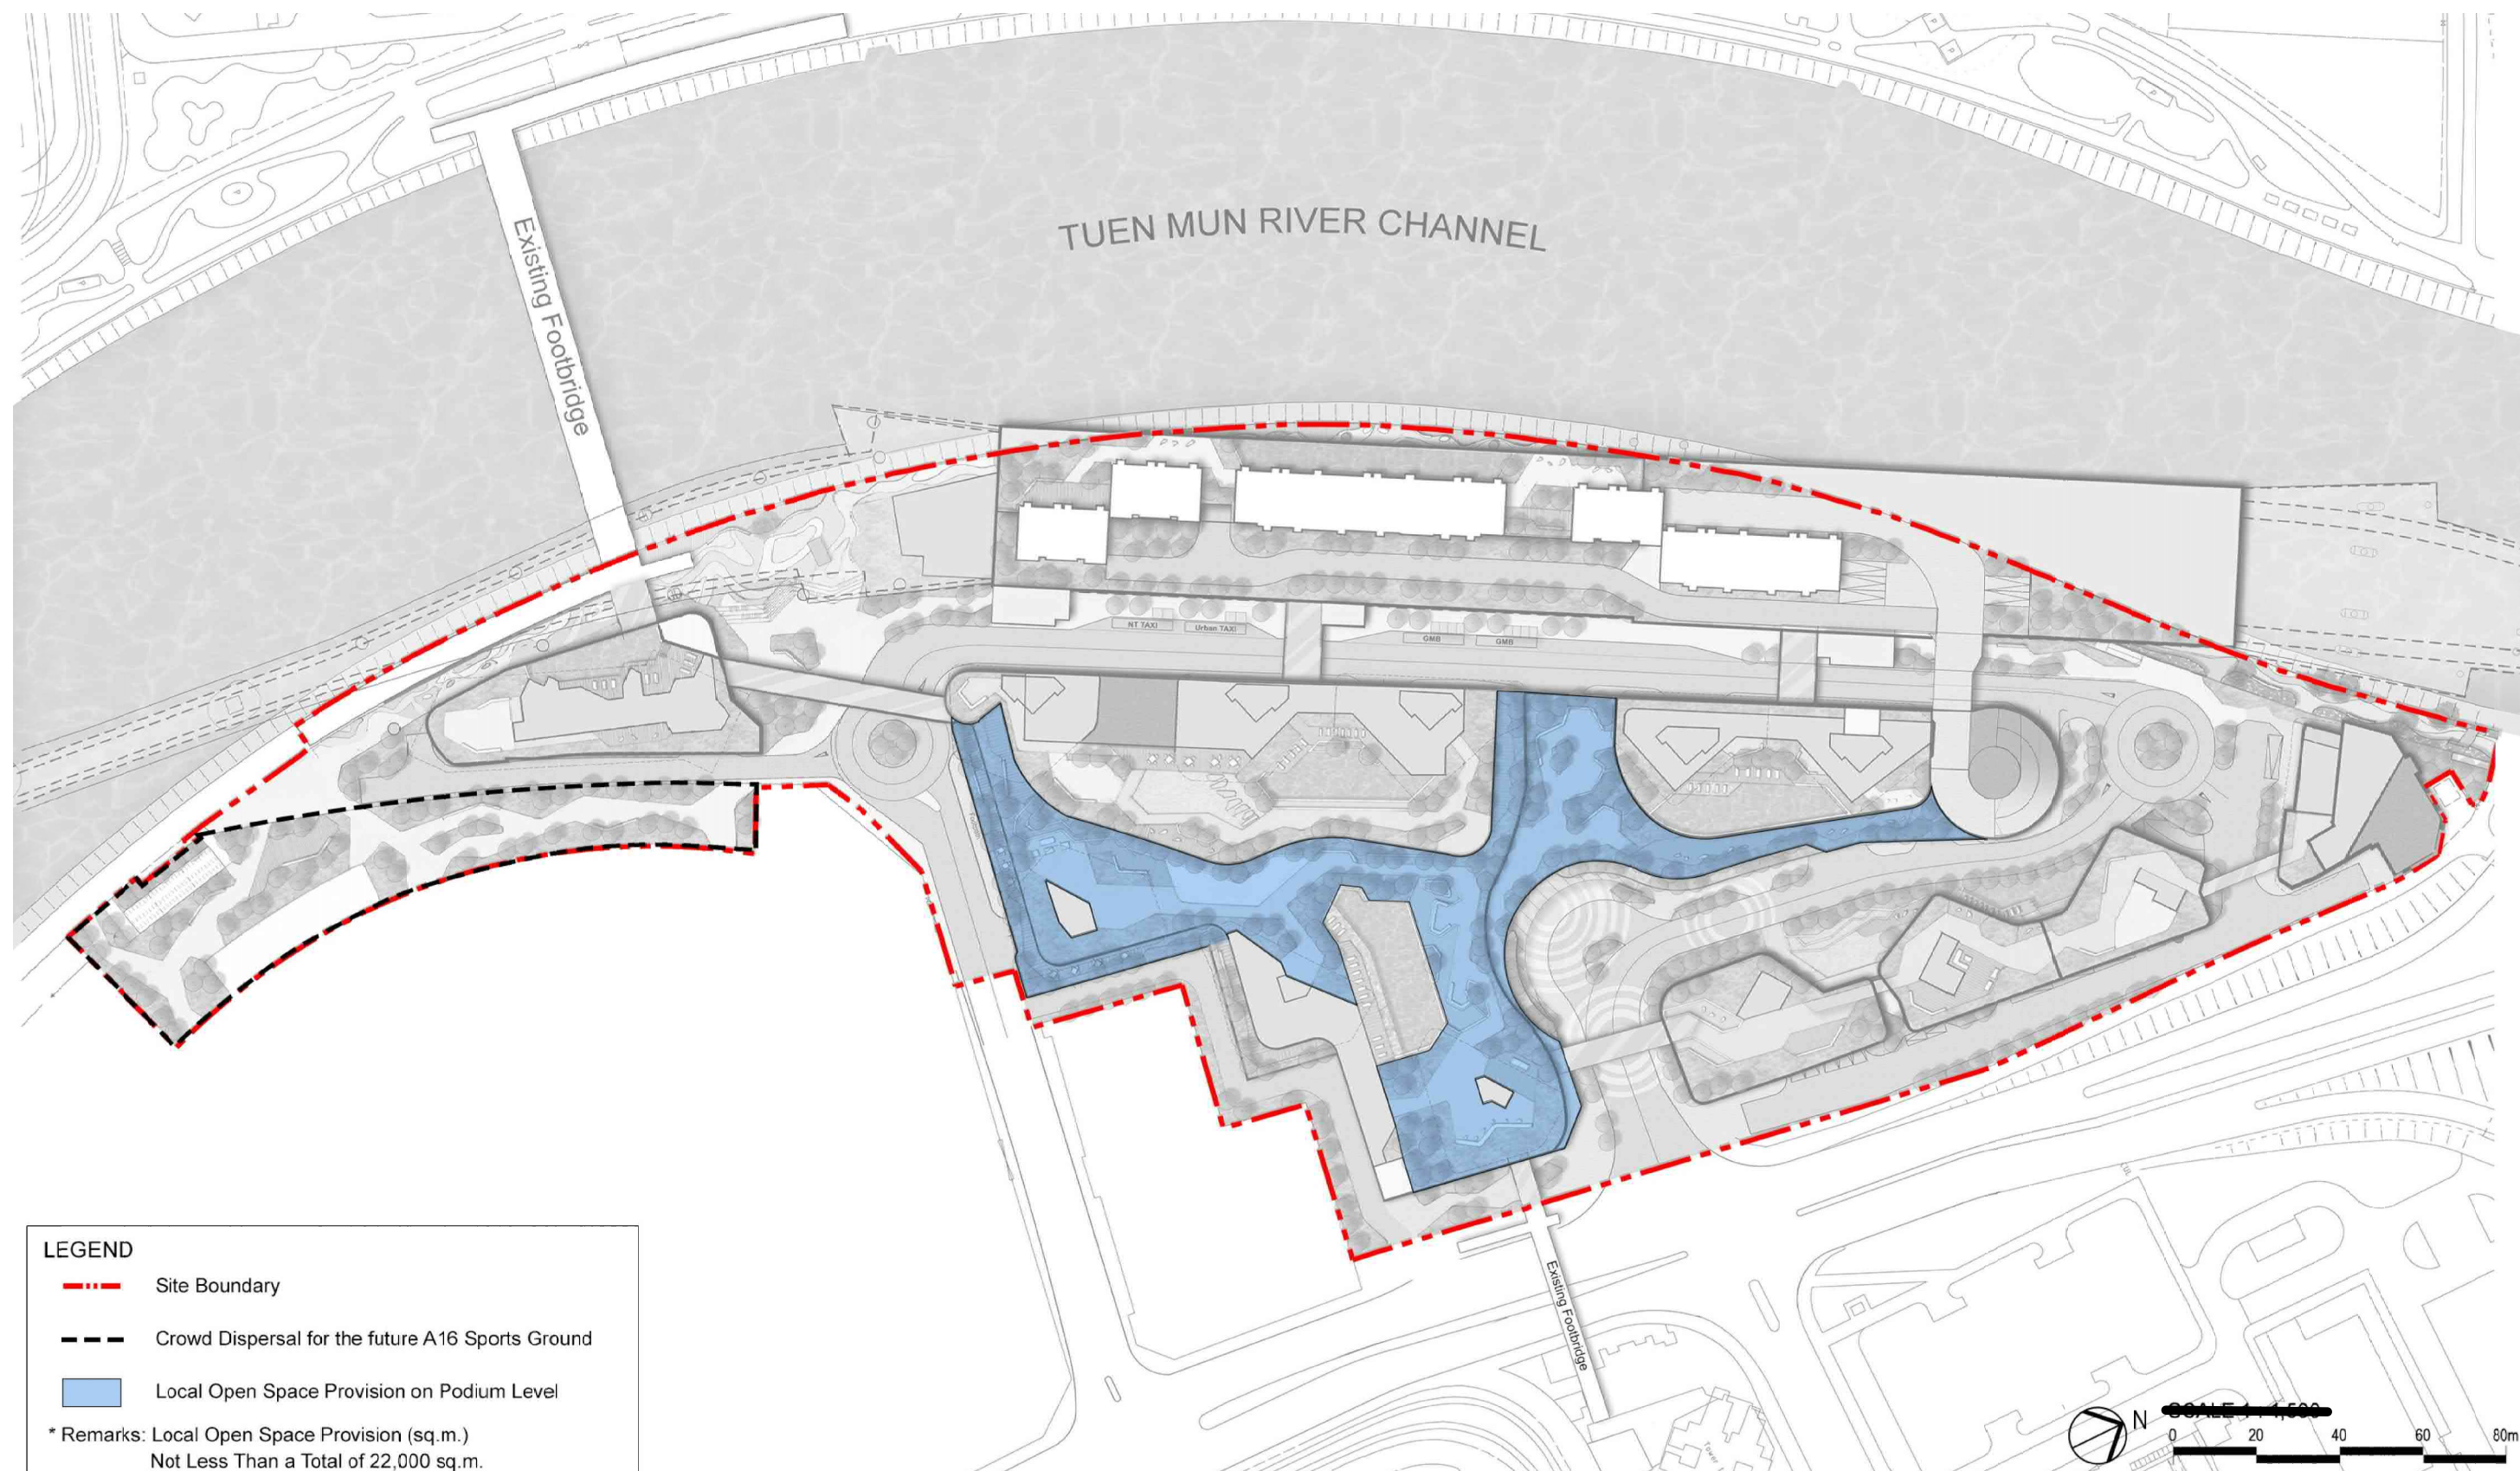 TUEN MUN RIVER CHANNEL
Existing Footbridge
NT TAXI
Urban TAXI
GMB
GMB
Existing Footbridge
LEGEND
Site Boundary
Crowd Dispersal for the future A16 Sports Ground
Local Open Space Provision on Podium Level
* Remarks: Local Open Space Provision (sq.m.)
Not Less Than a Total of 22,000 sq.m.
N
0 20 40 60 80m